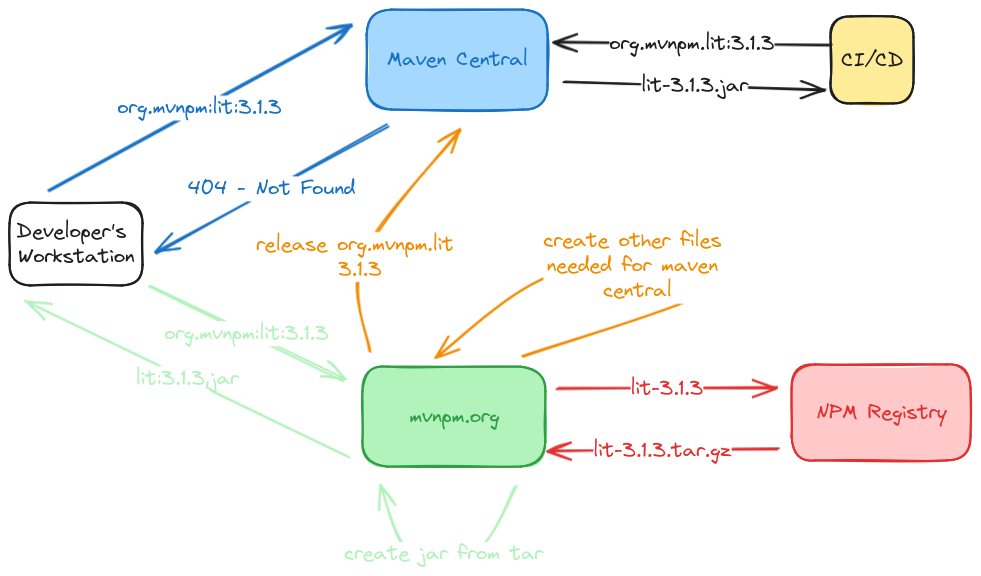 Maven Central
CI/CD
org.mvnpm.lit:3.1.3
lit-3.1.3.jar
org.mvnpm:lit:3.1.3
404 - Not Found
Developer's
Workstation
release org.mvnpm.lit
3.1.3
create other files
needed for maven
central
org.mvnpm:lit:3.1.3
lit:3.1.3.jar
mvnpm.org
lit-3.1.3
lit-3.1.3.tar.gz
NPM Registry
create jar from tar